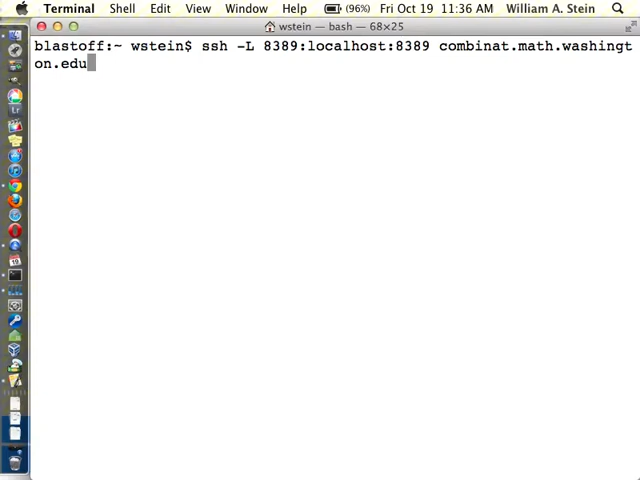 Terminal Shell Edit View Window Help (96%) Fri Oct 19 11:36 AM William A. Stein
wstein — bash — 68×25
blastoff:~ wstein$ ssh -L 8389:localhost:8389 combinat.math.washingt
on.edu